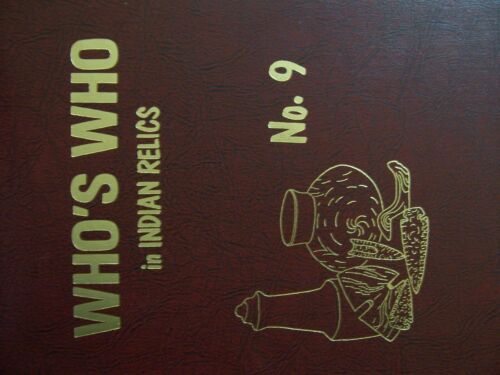 WHO'S WHO
in INDIAN RELICS
No. 9